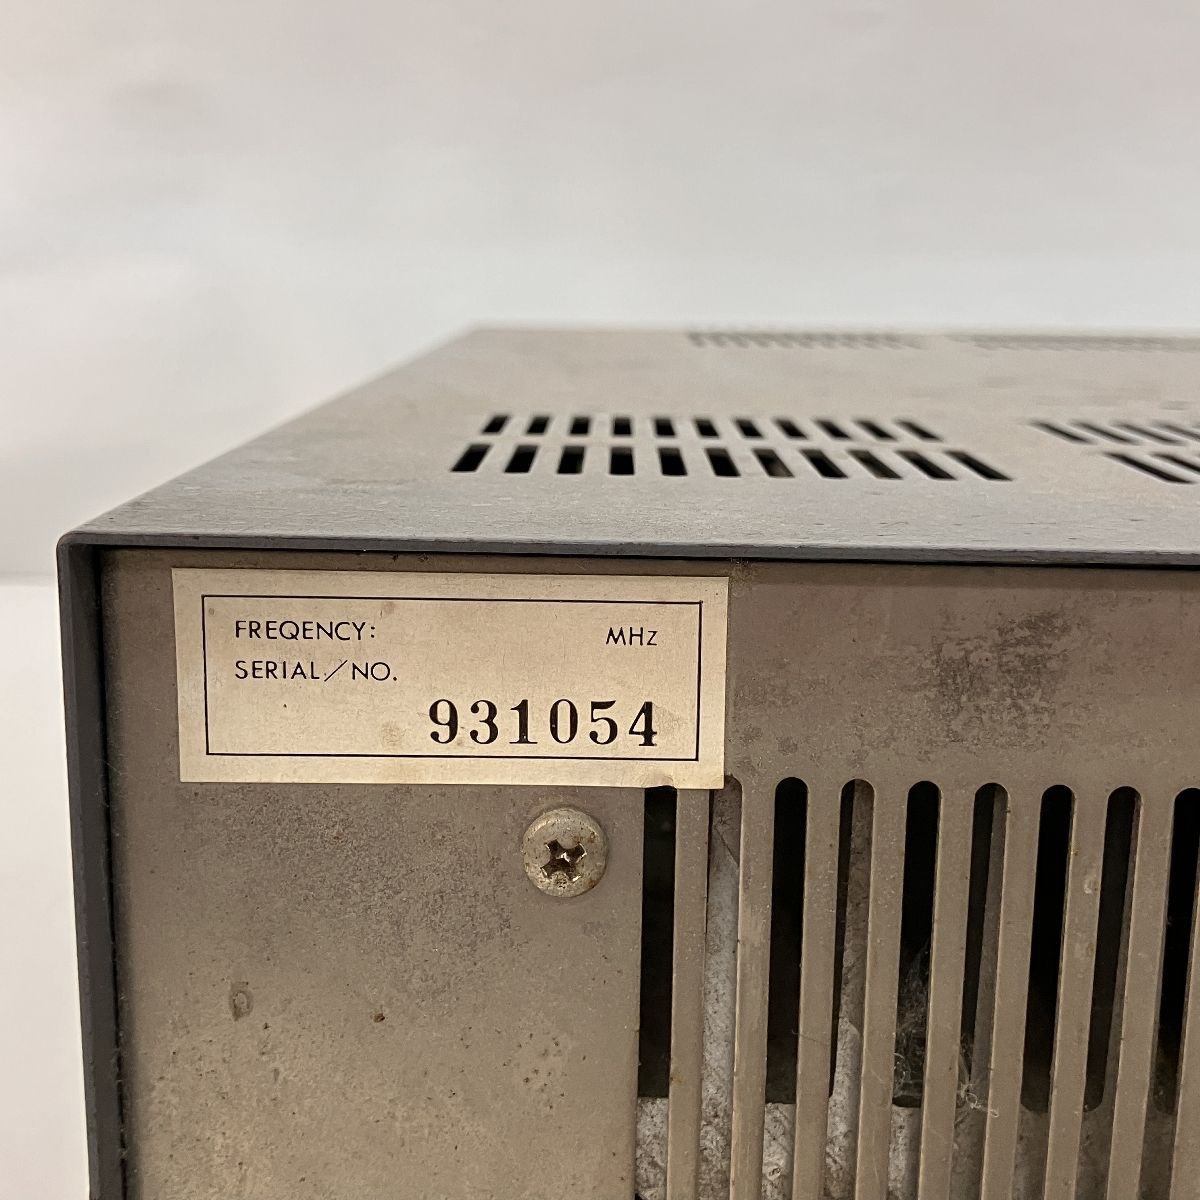 FREQENCY: MHz
SERIAL/NO.
931054